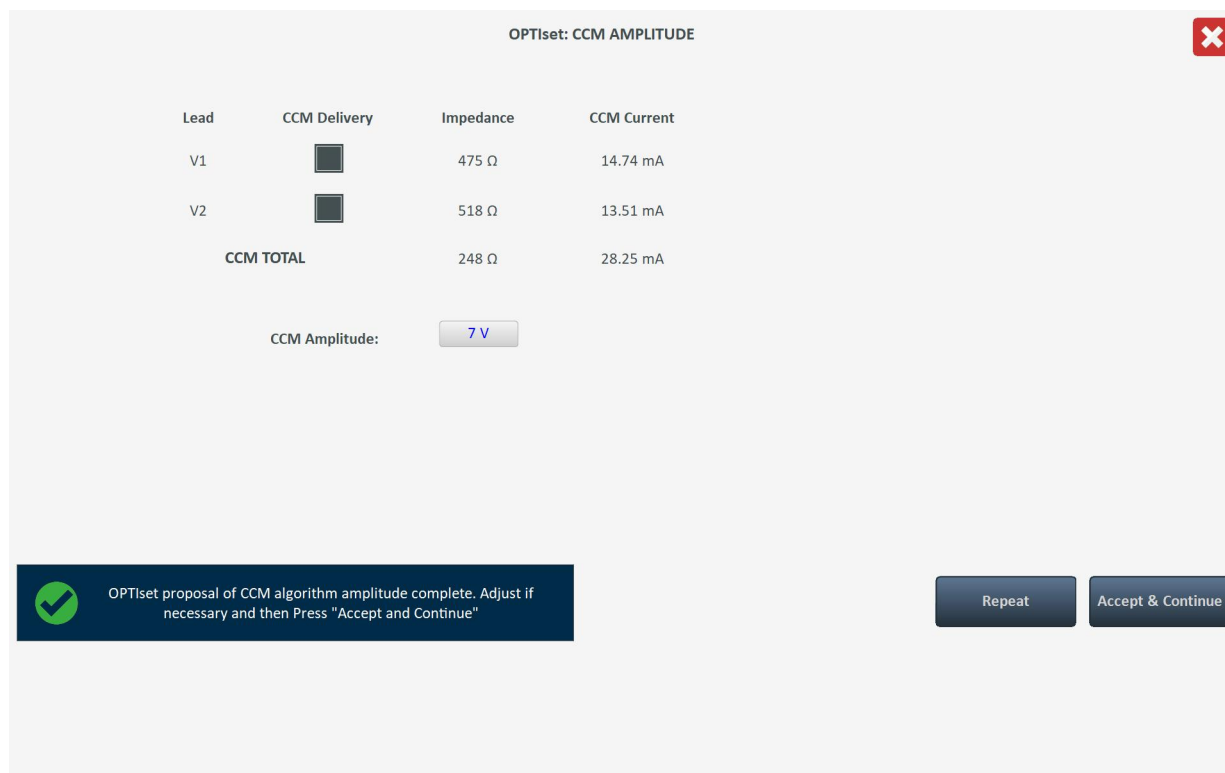 OPTIset: CCM AMPLITUDE
Lead CCM Delivery Impedance CCM Current
V1 475 Ω 14.74 mA
V2 518 Ω 13.51 mA
CCM TOTAL 248 Ω 28.25 mA
CCM Amplitude: 7 V
OPTIset proposal of CCM algorithm amplitude complete. Adjust if
necessary and then Press "Accept and Continue"
Repeat
Accept & Continue